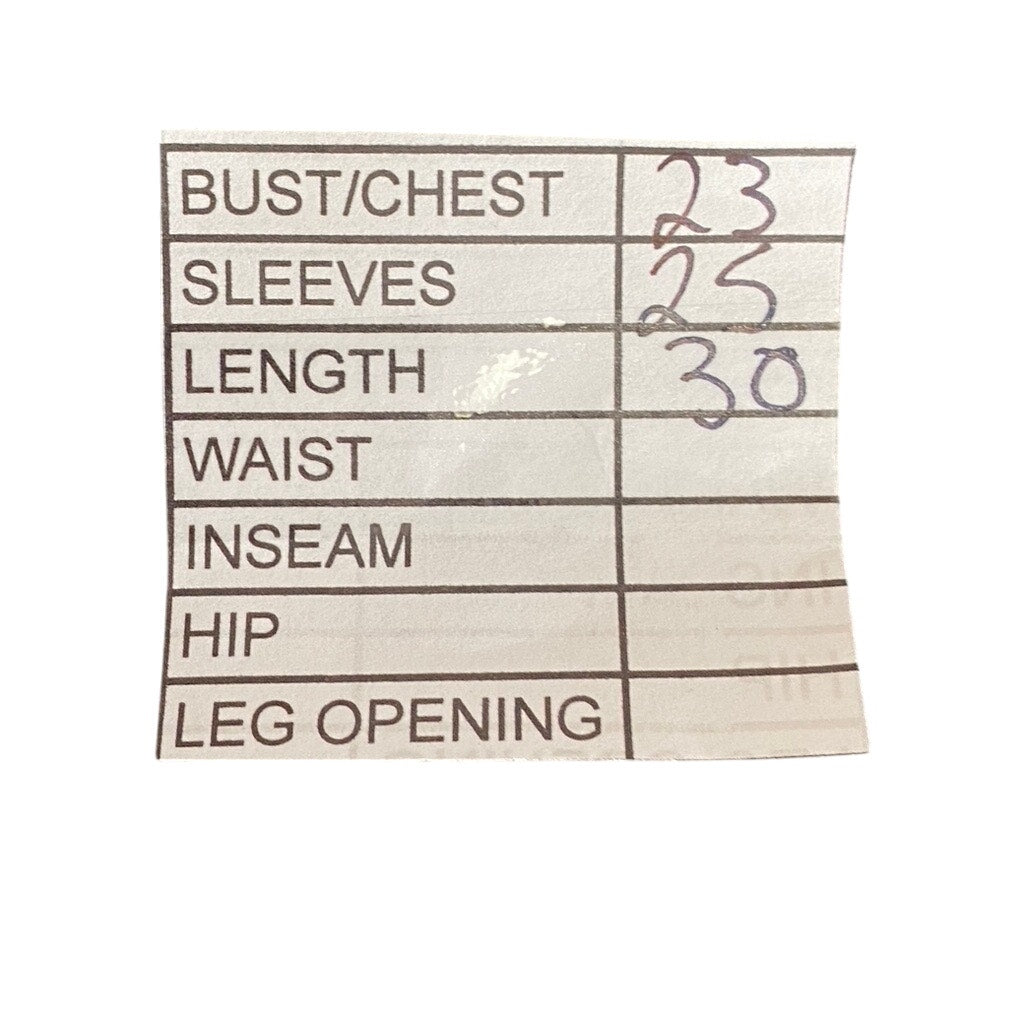 BUST/CHEST 23
SLEEVES 25
LENGTH 30
WAIST
INSEAM
HIP
LEG OPENING